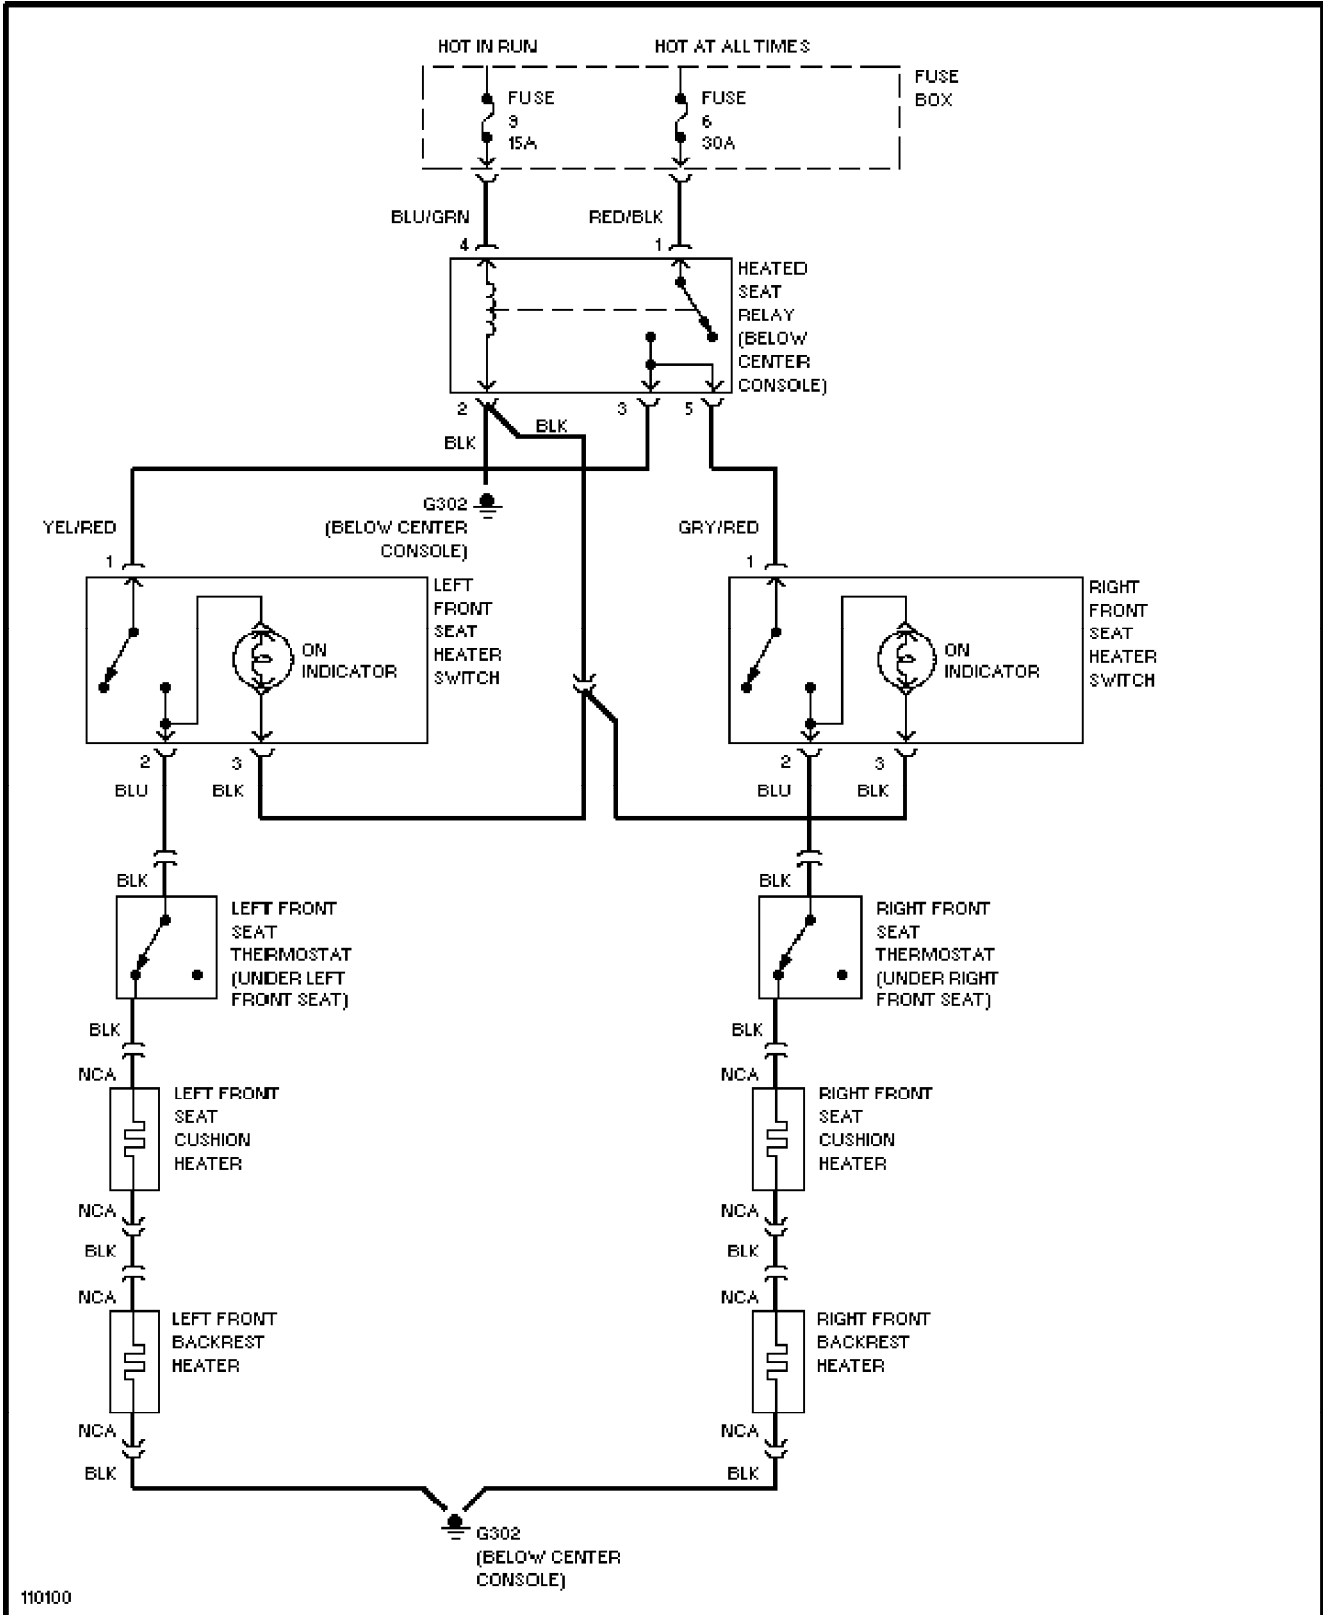 HOT IN RUN
HOT AT ALL TIMES
FUSE
BOX
FUSE
9
15A
FUSE
6
30A
BLU/GRN
RED/BLK
4
1
HEATED
SEAT
RELAY
(BELOW
CENTER
CONSOLE)
2
3
5
BLK
BLK
G302
(BELOW CENTER
CONSOLE)
YEL/RED
GRY/RED
1
1
LEFT
FRONT
SEAT
HEATER
SWITCH
ON
INDICATOR
RIGHT
FRONT
SEAT
HEATER
SWITCH
ON
INDICATOR
2
3
BLU
BLK
2
3
BLU
BLK
BLK
LEFT FRONT
SEAT
THERMOSTAT
(UNDER LEFT
FRONT SEAT)
BLK
RIGHT FRONT
SEAT
THERMOSTAT
(UNDER RIGHT
FRONT SEAT)
BLK
BLK
NCA
NCA
LEFT FRONT
SEAT
CUSHION
HEATER
RIGHT FRONT
SEAT
CUSHION
HEATER
NCA
NCA
BLK
BLK
NCA
NCA
LEFT FRONT
BACKREST
HEATER
RIGHT FRONT
BACKREST
HEATER
NCA
NCA
BLK
BLK
G302
(BELOW CENTER
CONSOLE)
110100